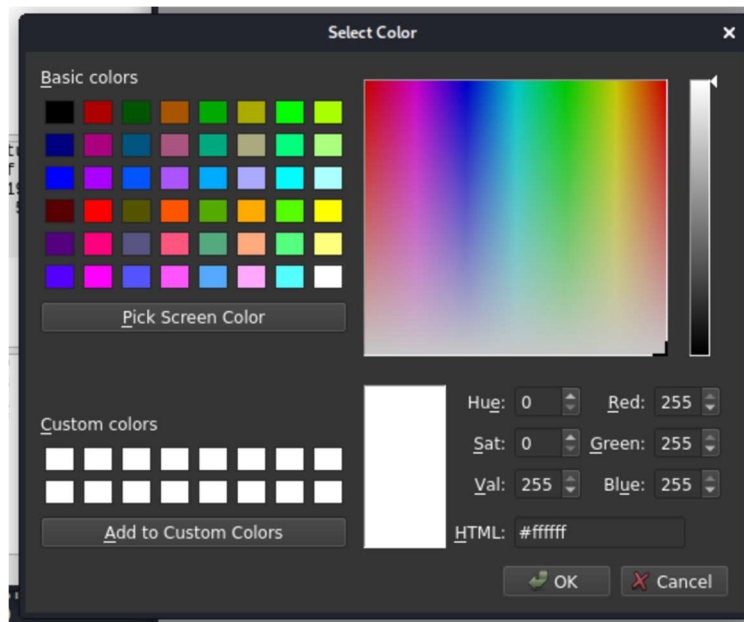 Select Color
Basic colors
Pick Screen Color
Custom colors
Add to Custom Colors
Hue: 0 Red: 255
Sat: 0 Green: 255
Val: 255 Blue: 255
HTML: #ffffff
OK Cancel